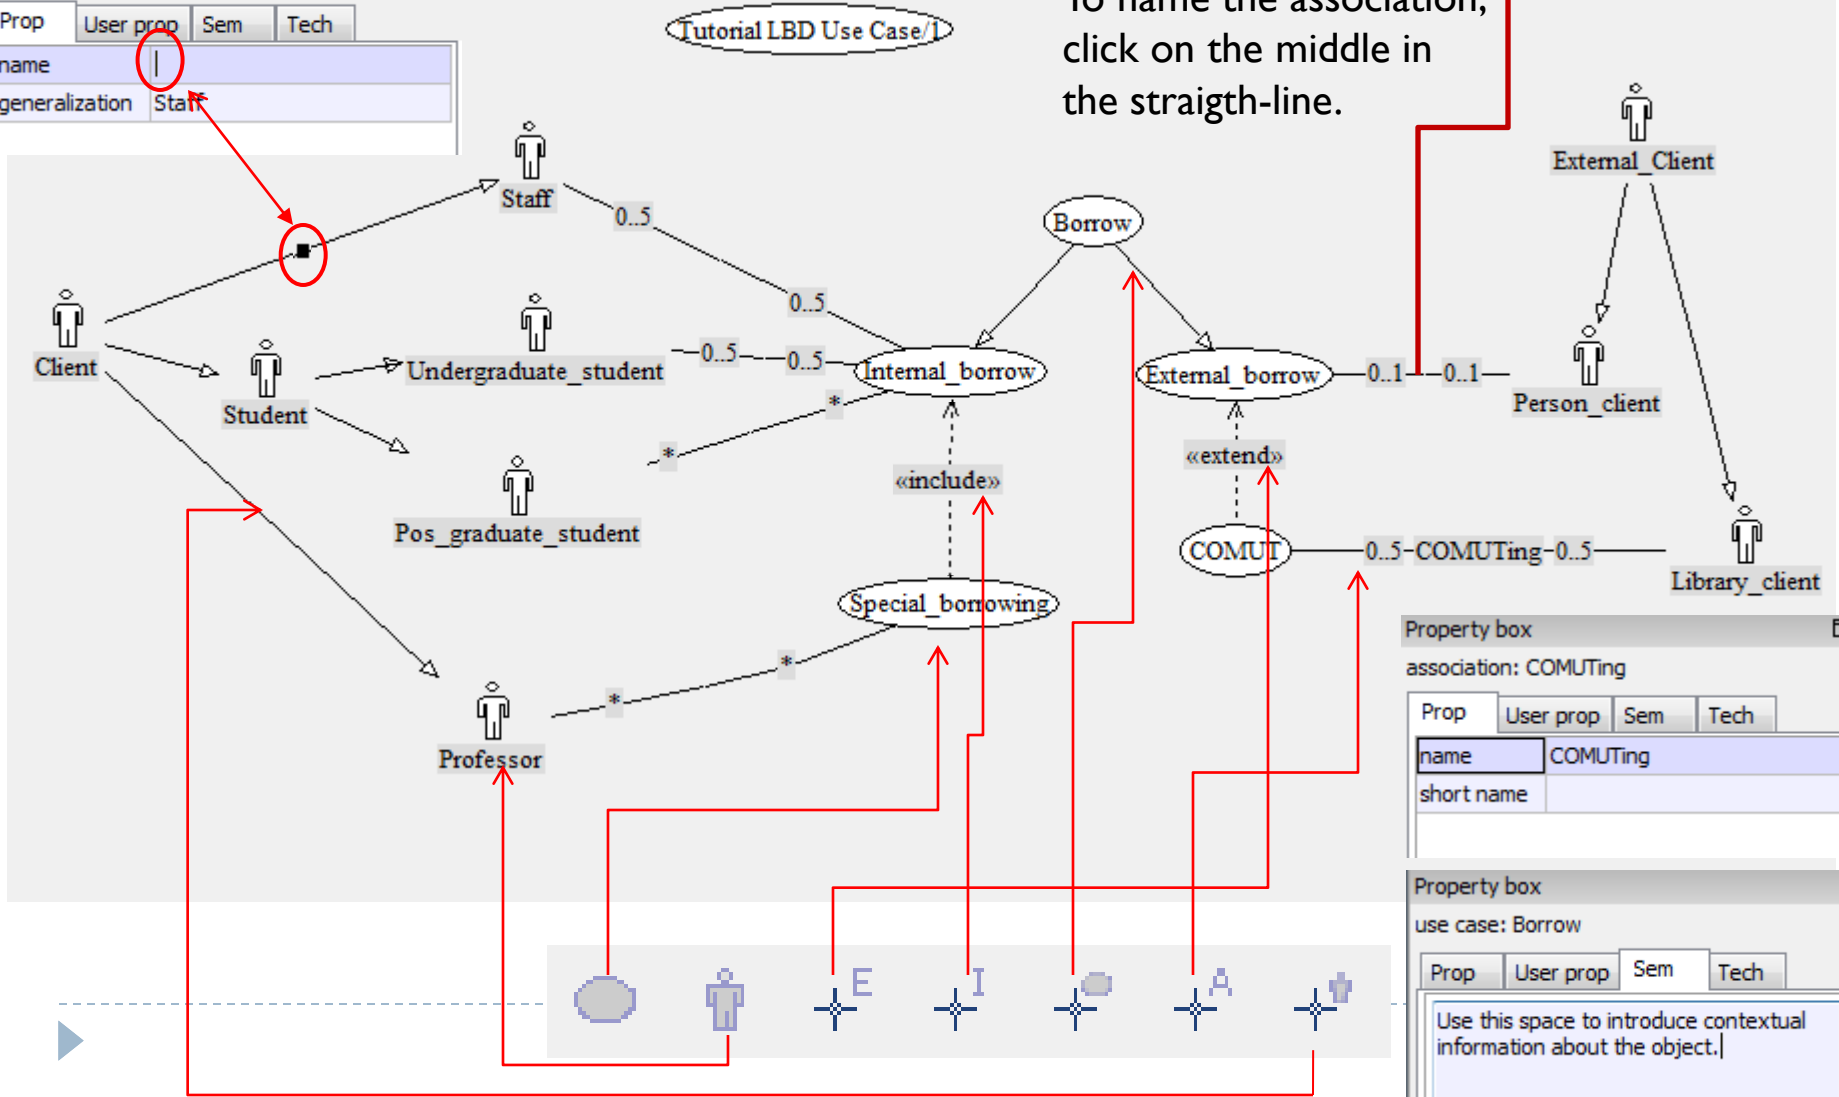 Prop User prop Sem Tech
name
generalization Staff
Tutorial LBD Use Case/1
To name the association,
click on the middle in
the straigth-line.
External_Client
Staff
0..5
Borrow
0..5
Client
Undergraduate_student
0..5
0..5
Internal_borrow
External_borrow
0..1
0..1
Person_client
Student
*
*
«include»
«extend»
Pos_graduate_student
COMUT
0..5
COMUTing
0..5
Library_client
Special_borrowing
*
*
Professor
Property box
association: COMUTing
Prop User prop Sem Tech
name COMUTing
short name
Property box
use case: Borrow
Prop User prop Sem Tech
Use this space to introduce contextual
information about the object.
E I A